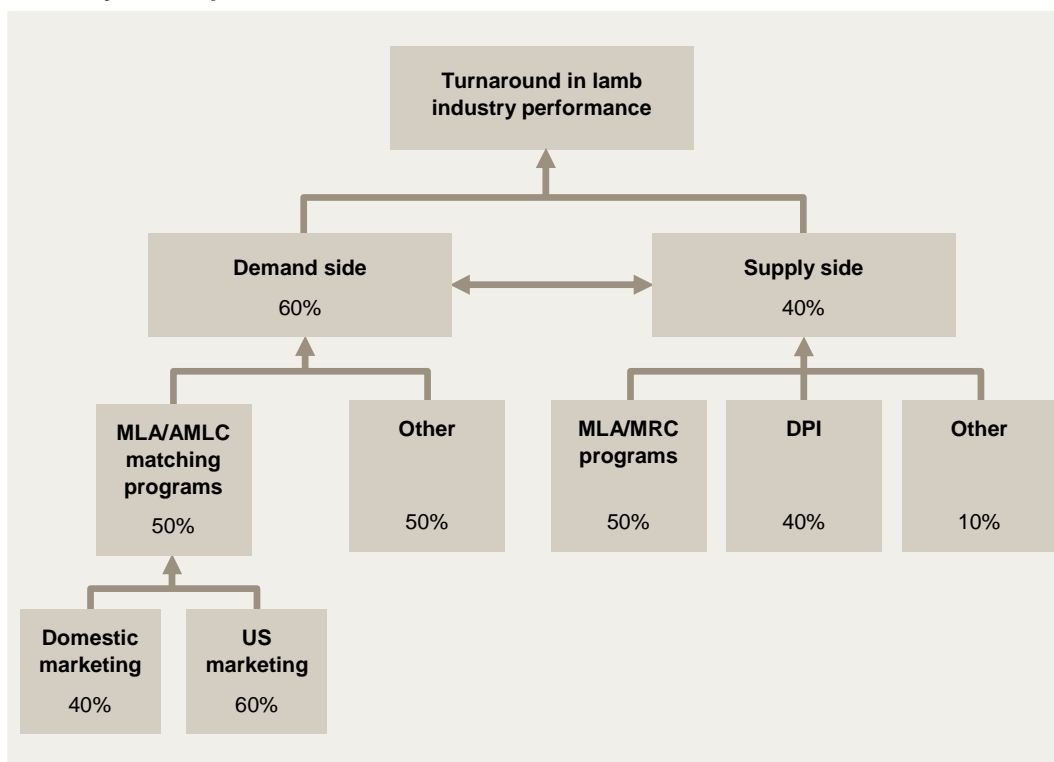 Turnaround in lamb
industry performance
Demand side
60%
Supply side
40%
MLA/AMLC
matching
programs
50%
Other
50%
MLA/MRC
programs
50%
DPI
40%
Other
10%
Domestic
marketing
40%
US
marketing
60%